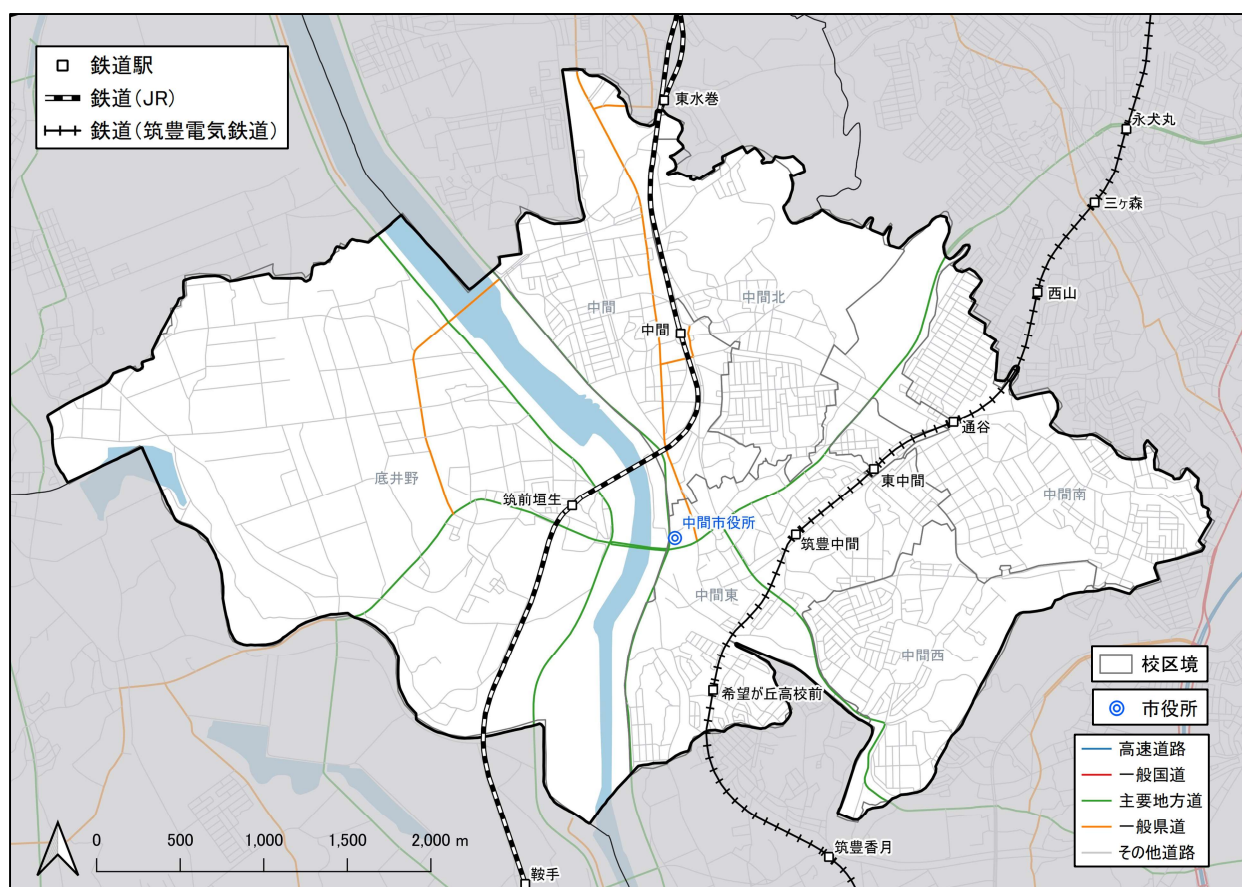 鉄道駅
鉄道(JR)
鉄道(筑豊電気鉄道)
東水巻
永犬丸
三ヶ森
西山
中間
中間北
中間
通谷
東中間
中間南
底井野
筑前垣生
中間市役所
筑豊中間
中間東
中間西
希望が丘高校前
校区境
市役所
高速道路
一般国道
主要地方道
一般県道
その他道路
0 500 1,000 2,000 m
筑豊香月
鞍手